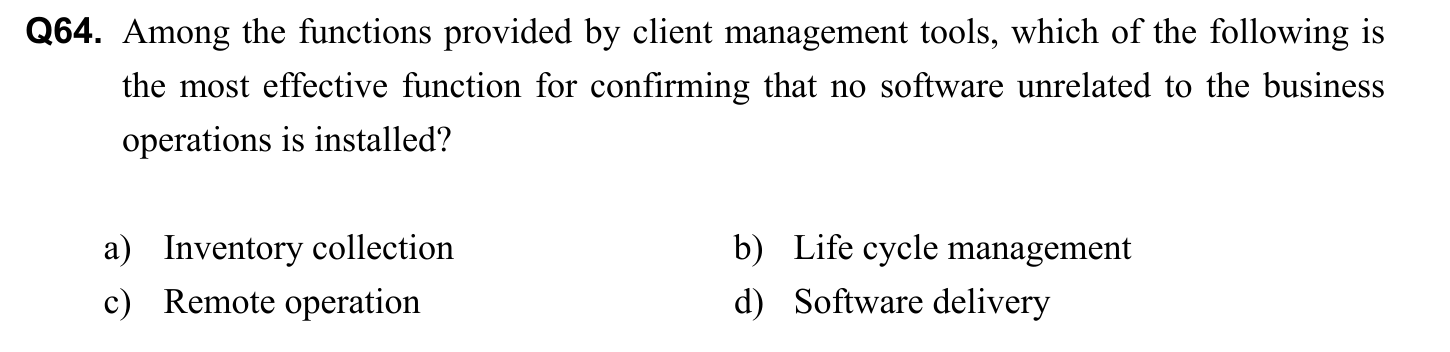 Q64. Among the functions provided by client management tools, which of the following is
the most effective function for confirming that no software unrelated to the business
operations is installed?
a) Inventory collection b) Life cycle management
c) Remote operation d) Software delivery